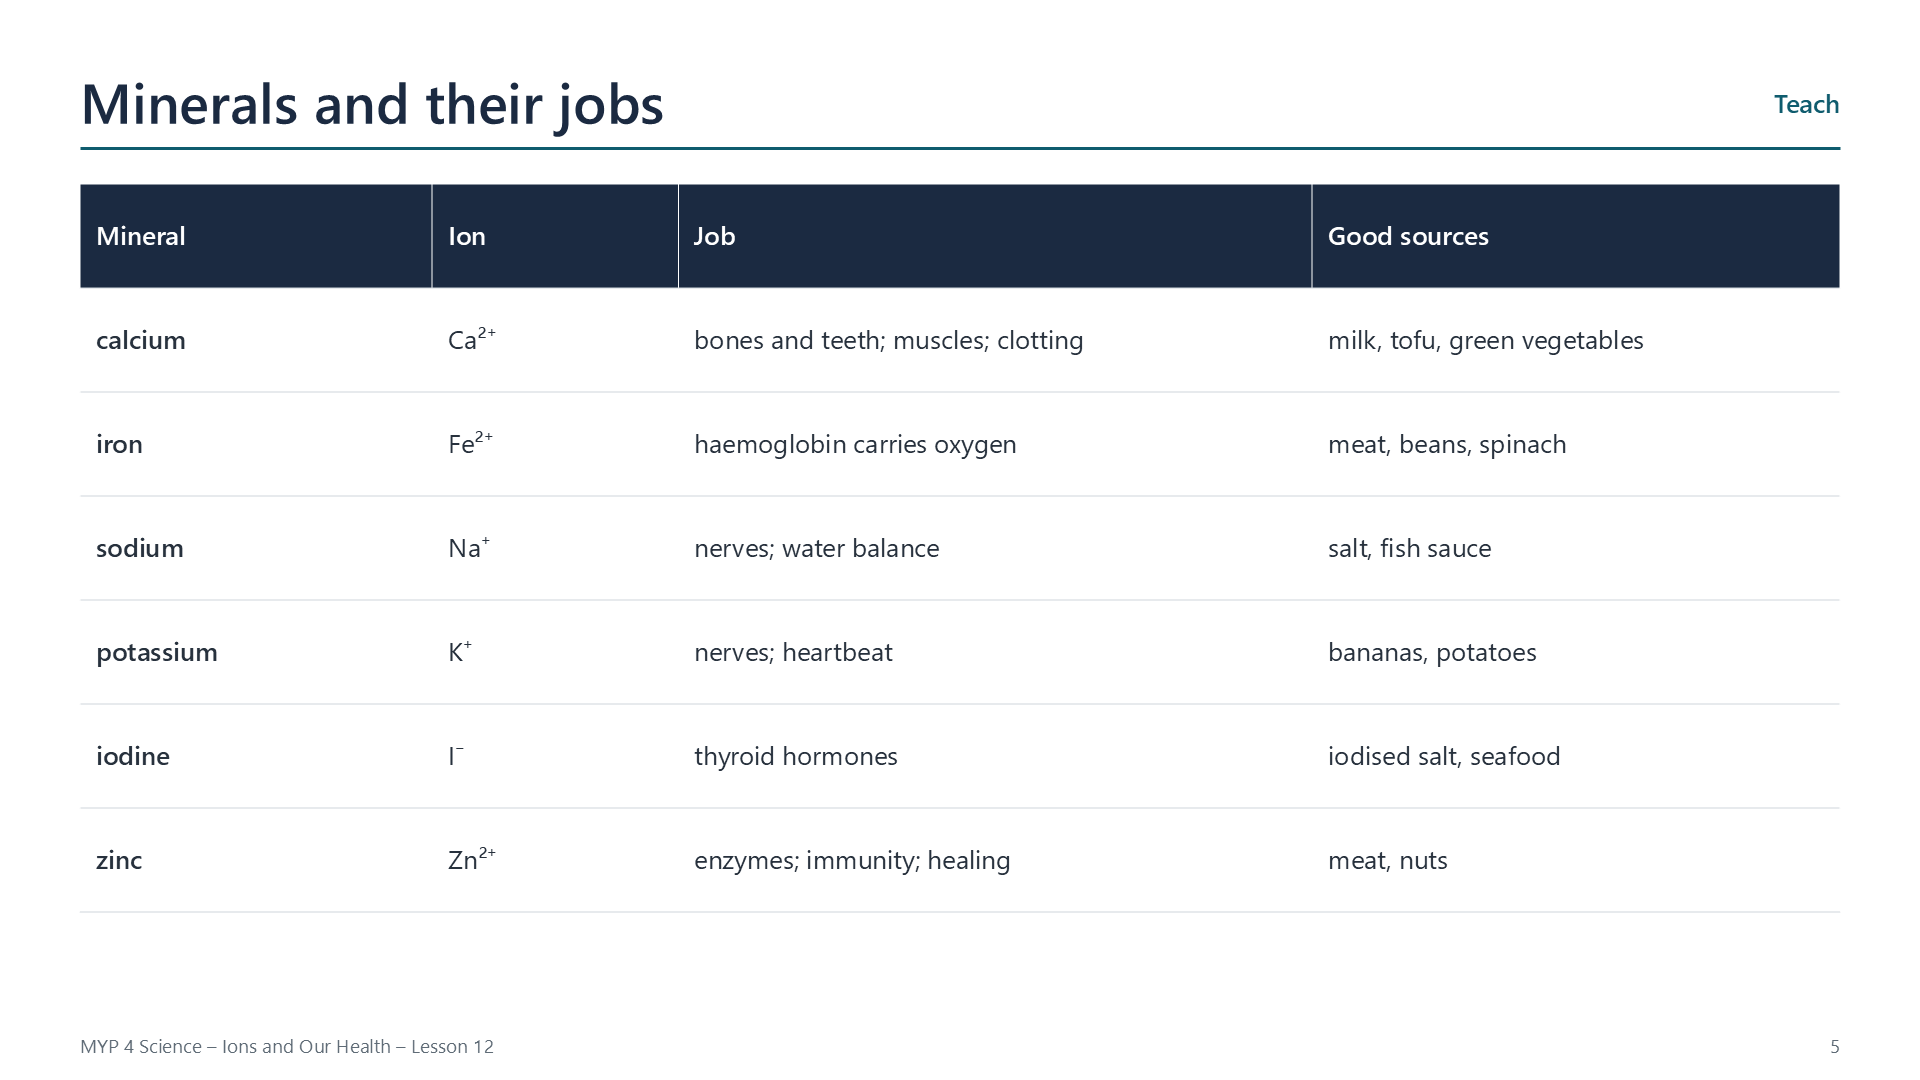 Minerals and their jobs
Teach
Mineral Ion Job Good sources
calcium Ca²⁺ bones and teeth; muscles; clotting milk, tofu, green vegetables
iron Fe²⁺ haemoglobin carries oxygen meat, beans, spinach
sodium Na⁺ nerves; water balance salt, fish sauce
potassium K⁺ nerves; heartbeat bananas, potatoes
iodine I⁻ thyroid hormones iodised salt, seafood
zinc Zn²⁺ enzymes; immunity; healing meat, nuts
MYP 4 Science – Ions and Our Health – Lesson 12
5